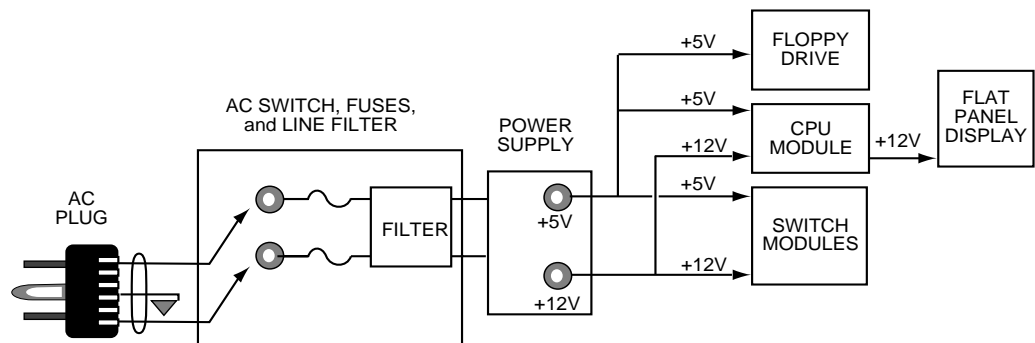 AC
PLUG
AC SWITCH, FUSES,
and LINE FILTER
FILTER
POWER
SUPPLY
+5V
+12V
+5V
FLOPPY
DRIVE
+5V
+12V
CPU
MODULE
+12V
FLAT
PANEL
DISPLAY
+5V
+12V
SWITCH
MODULES